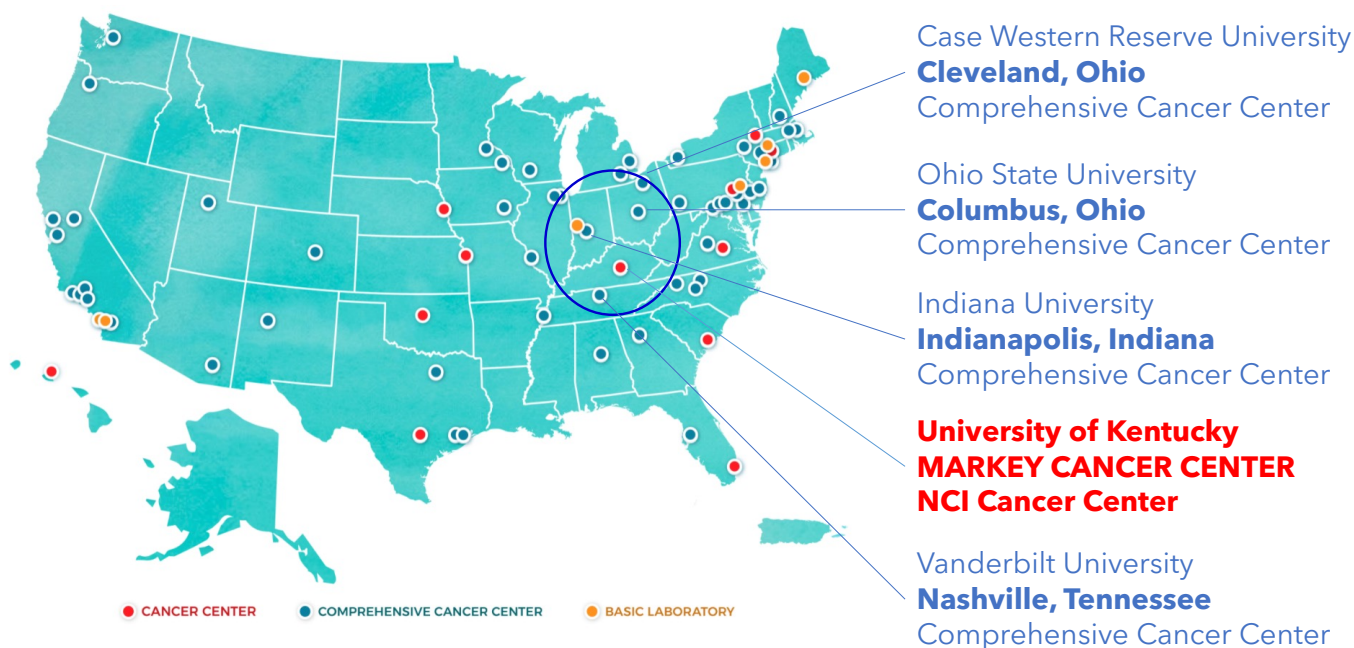 Case Western Reserve University
Cleveland, Ohio
Comprehensive Cancer Center
Ohio State University
Columbus, Ohio
Comprehensive Cancer Center
Indiana University
Indianapolis, Indiana
Comprehensive Cancer Center
University of Kentucky
MARKEY CANCER CENTER
NCI Cancer Center
Vanderbilt University
Nashville, Tennessee
Comprehensive Cancer Center
CANCER CENTER
COMPREHENSIVE CANCER CENTER
BASIC LABORATORY